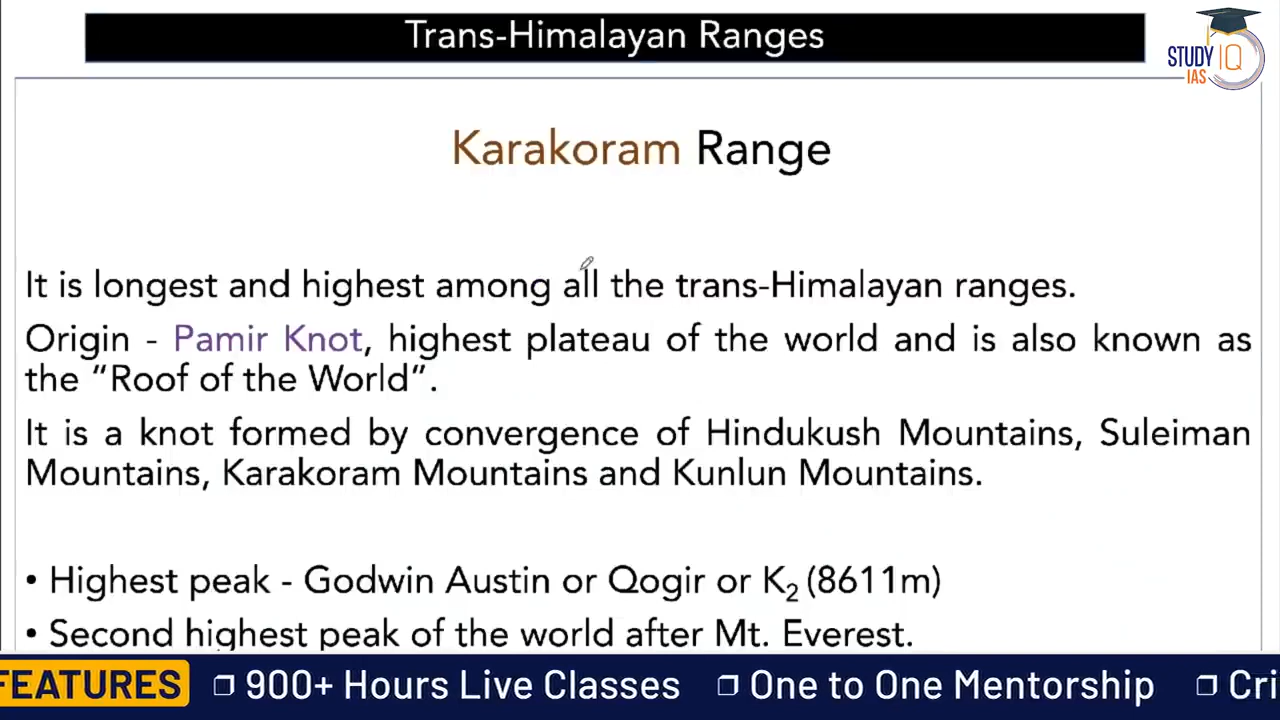 Trans-Himalayan Ranges
STUDY IQ
IAS
Karakoram Range
It is longest and highest among all the trans-Himalayan ranges.
Origin - Pamir Knot, highest plateau of the world and is also known as
the “Roof of the World”.
It is a knot formed by convergence of Hindukush Mountains, Suleiman
Mountains, Karakoram Mountains and Kunlun Mountains.
• Highest peak - Godwin Austin or Qogir or K₂ (8611m)
• Second highest peak of the world after Mt. Everest.
FEATURES ❒ 900+ Hours Live Classes ❒ One to One Mentorship ❒ Cri